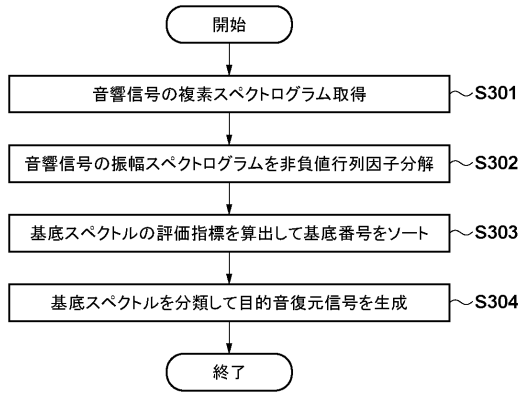 開始
音響信号の複素スペクトログラム取得 S301
音響信号の振幅スペクトログラムを非負値行列因子分解 S302
基底スペクトルの評価指標を算出して基底番号をソート S303
基底スペクトルを分類して目的音復元信号を生成 S304
終了